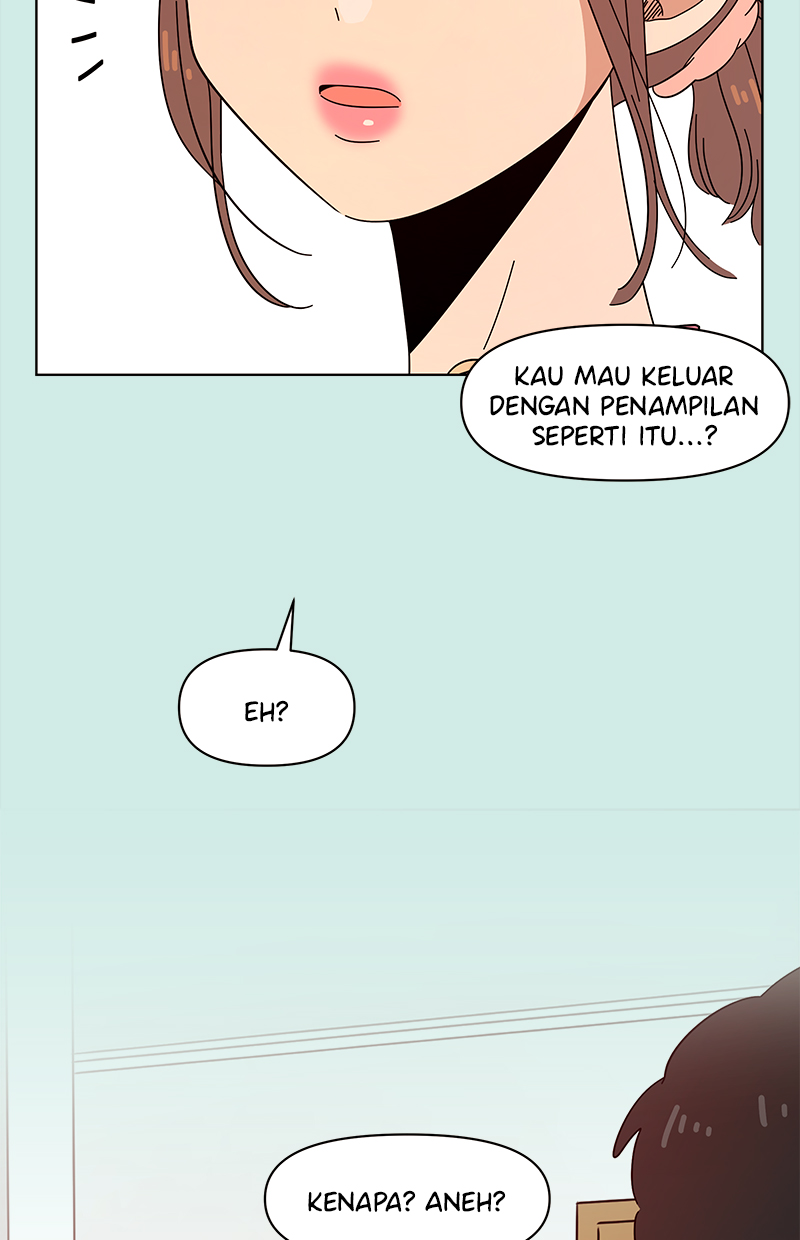 KAU MAU KELUAR
DENGAN PENAMPILAN
SEPERTI ITU...?
EH?
KENAPA? ANEH?